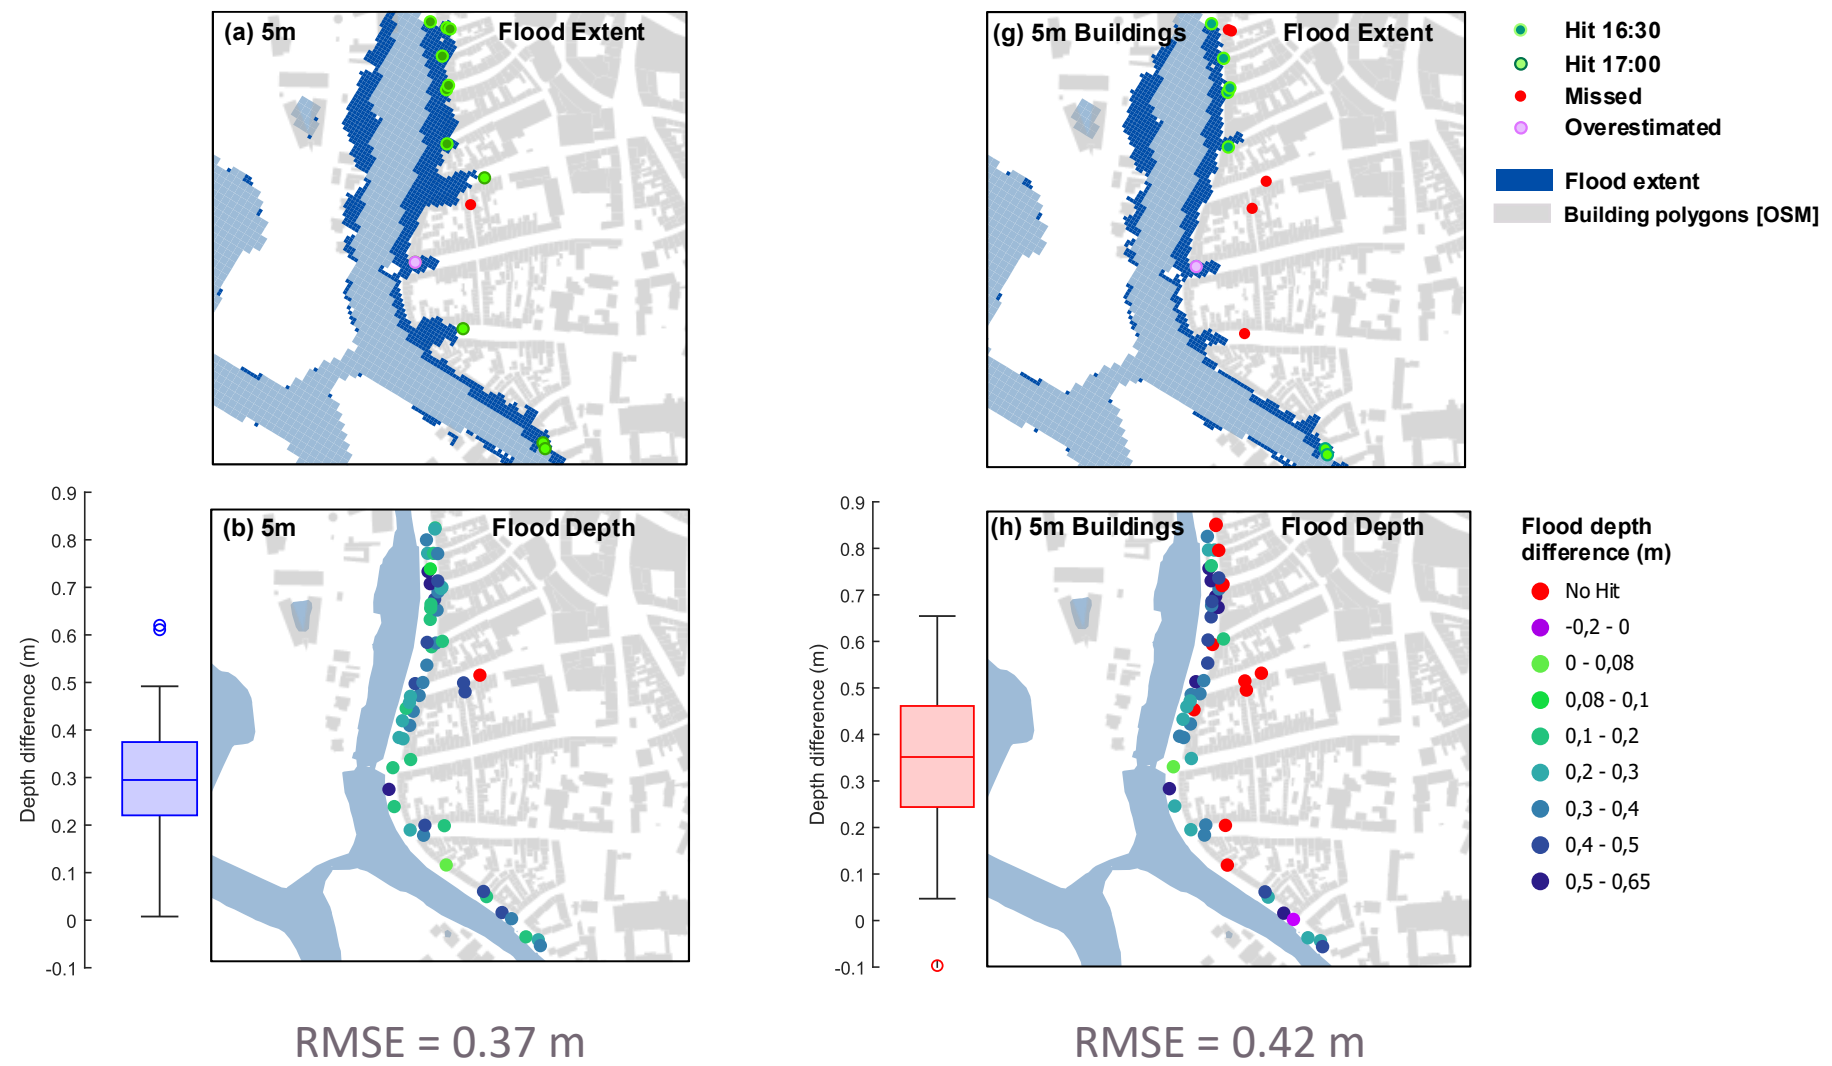 (a) 5m
Flood Extent
(g) 5m Buildings
Flood Extent
Hit 16:30
Hit 17:00
Missed
Overestimated
Flood extent
Building polygons [OSM]
0.9
0.8
0.7
0.6
0.5
0.4
0.3
0.2
0.1
0
-0.1
Depth difference (m)
(b) 5m
Flood Depth
0.9
0.8
0.7
0.6
0.5
0.4
0.3
0.2
0.1
0
-0.1
Depth difference (m)
(h) 5m Buildings
Flood Depth
Flood depth
difference (m)
No Hit
-0,2 - 0
0 - 0,08
0,08 - 0,1
0,1 - 0,2
0,2 - 0,3
0,3 - 0,4
0,4 - 0,5
0,5 - 0,65
RMSE = 0.37 m
RMSE = 0.42 m